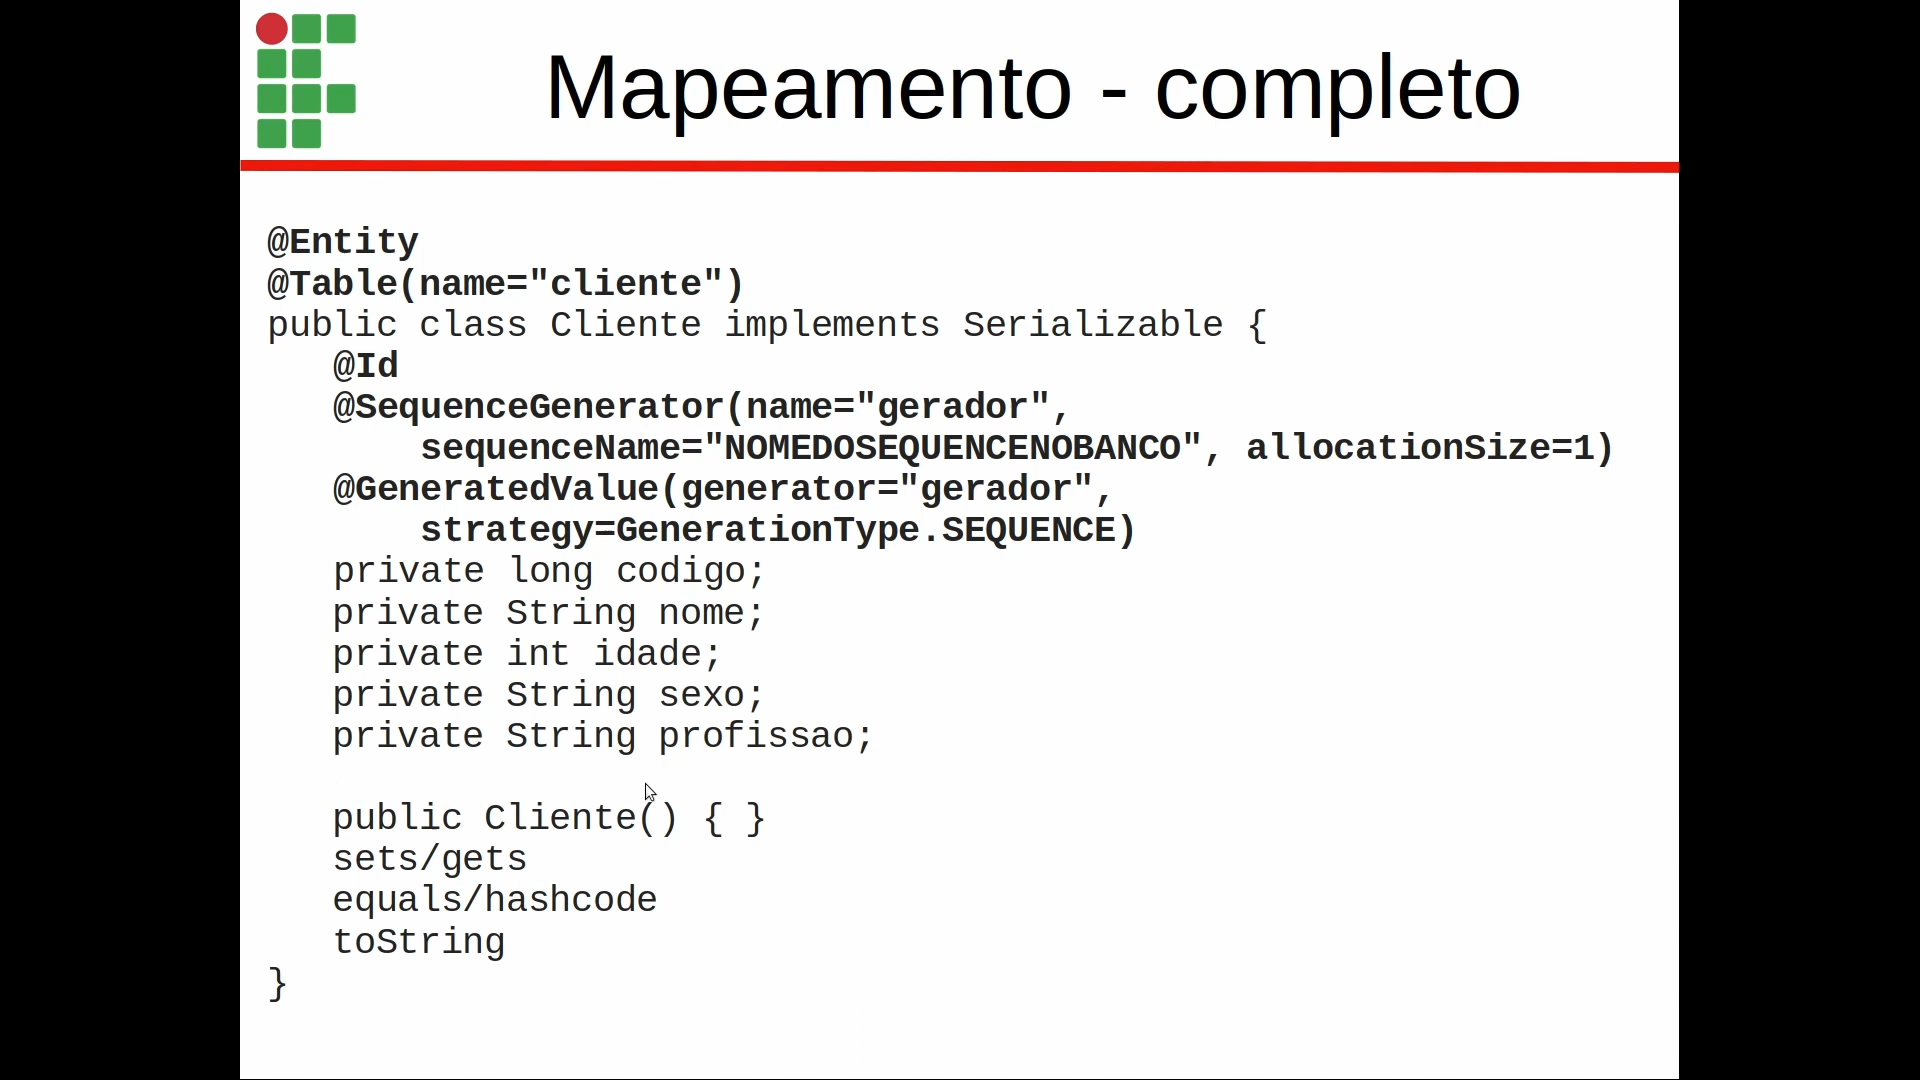 Mapeamento - completo
@Entity
@Table(name="cliente")
public class Cliente implements Serializable {
@Id
@SequenceGenerator(name="gerador",
sequenceName="NOMEDOSEQUENCENOBANCO", allocationSize=1)
@GeneratedValue(generator="gerador",
strategy=GenerationType.SEQUENCE)
private long codigo;
private String nome;
private int idade;
private String sexo;
private String profissao;
public Cliente() { }
sets/gets
equals/hashcode
toString
}